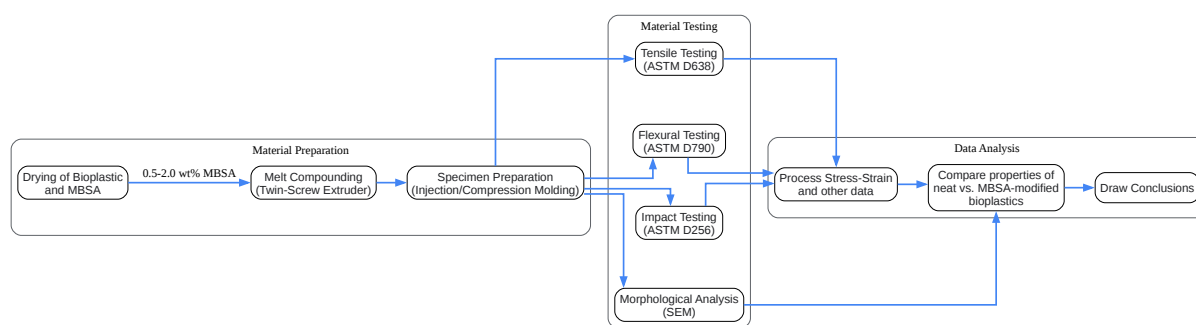 Material Preparation
Drying of Bioplastic
and MBSA
0.5-2.0 wt% MBSA
Melt Compounding
(Twin-Screw Extruder)
Specimen Preparation
(Injection/Compression Molding)
Material Testing
Tensile Testing
(ASTM D638)
Flexural Testing
(ASTM D790)
Impact Testing
(ASTM D256)
Morphological Analysis
(SEM)
Data Analysis
Process Stress-Strain
and other data
Compare properties of
neat vs. MBSA-modified
bioplastics
Draw Conclusions